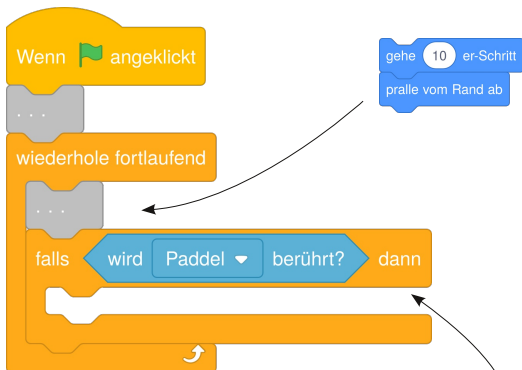 Wenn angeklickt
. . .
wiederhole fortlaufend
. . .
falls wird Paddel berührt? dann
gehe 10 er-Schritt
pralle vom Rand ab